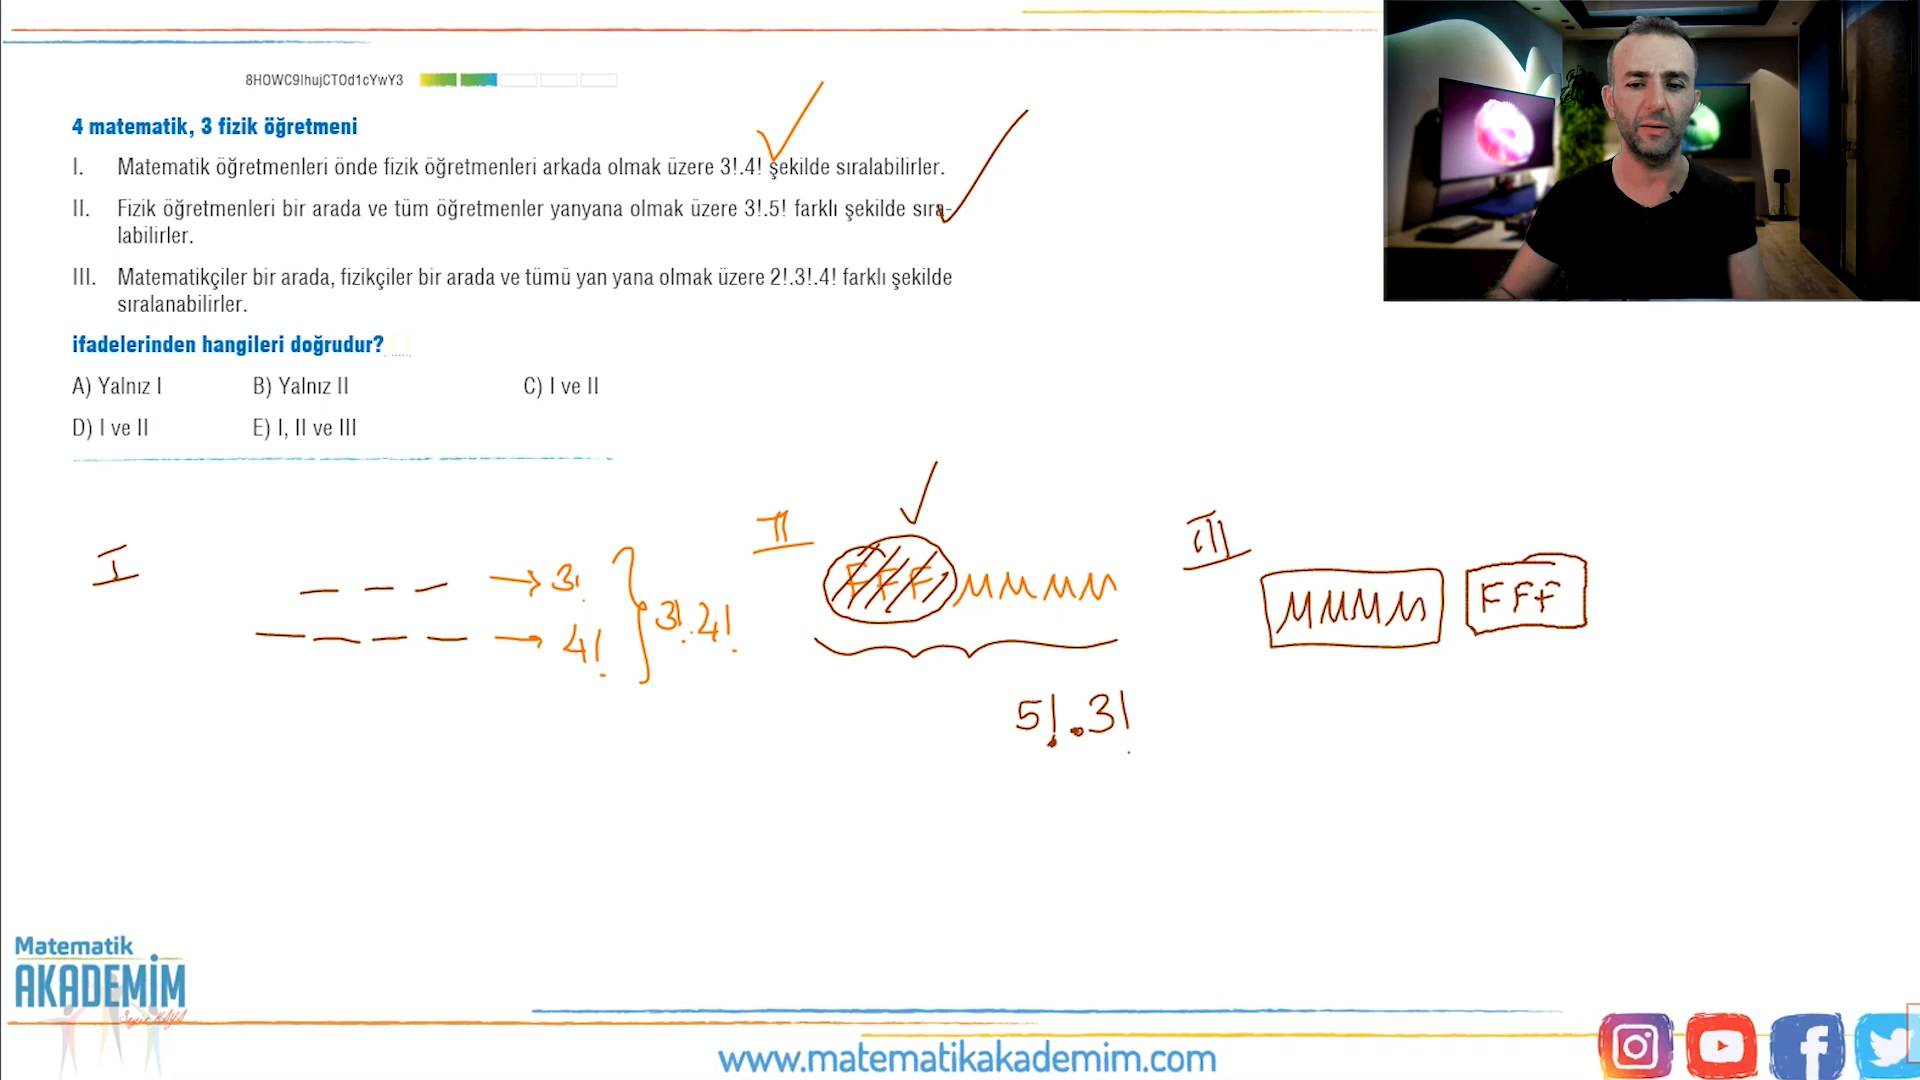 8HOWC9lhujCTOd1cYwY3
4 matematik, 3 fizik öğretmeni
I. Matematik öğretmenleri önde fizik öğretmenleri arkada olmak üzere 3!.4! şekilde sıralabilirler.
II. Fizik öğretmenleri bir arada ve tüm öğretmenler yanyana olmak üzere 3!.5! farklı şekilde sıra-
labilirler.
III. Matematikçiler bir arada, fizikçiler bir arada ve tümü yan yana olmak üzere 2!.3!.4! farklı şekilde
sıralanabilirler.
ifadelerinden hangileri doğrudur?
A) Yalnız I B) Yalnız II C) I ve II
D) I ve II E) I, II ve III
I
3!
4!
3!.4!
II
FFFMMMM
5!.3!
III
MMMM FFF
Matematik
AKADEMİM
www.matematikakademim.com